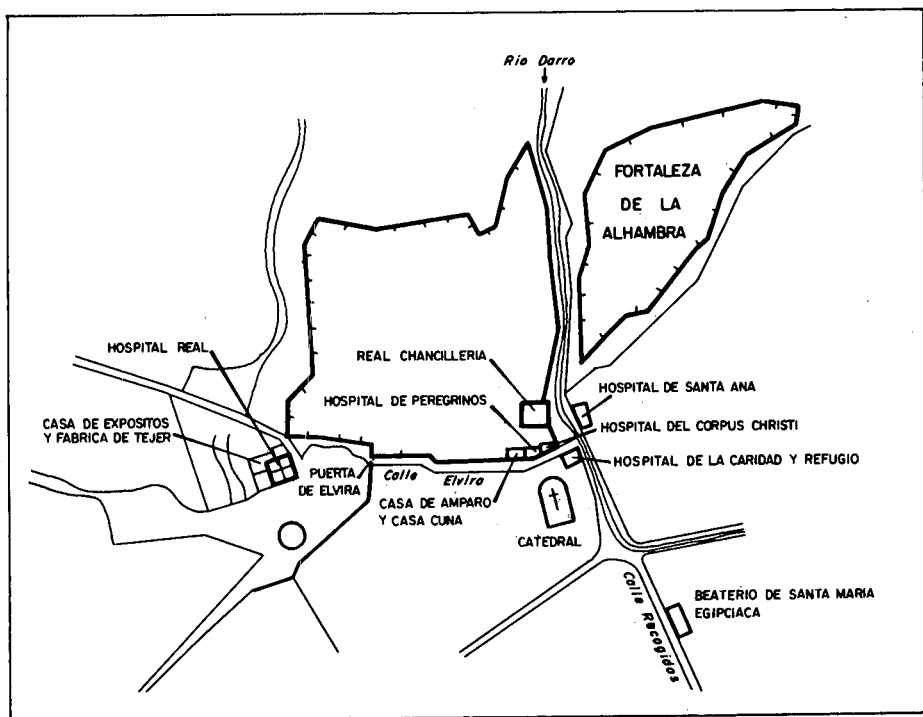 Río Darro
FORTALEZA
DE LA
ALHAMBRA
HOSPITAL REAL
REAL CHANCILLERIA
HOSPITAL DE PEREGRINOS
HOSPITAL DE SANTA ANA
CASA DE EXPOSITOS
Y FABRICA DE TEJER
HOSPITAL DEL CORPUS CHRISTI
HOSPITAL DE LA CARIDAD Y REFUGIO
PUERTA
DE ELVIRA
Calle Elvira
CASA DE AMPARO
Y CASA CUNA
CATEDRAL
BEATERIO DE SANTA MARIA
EGIPCIACA
Calle Recogidas